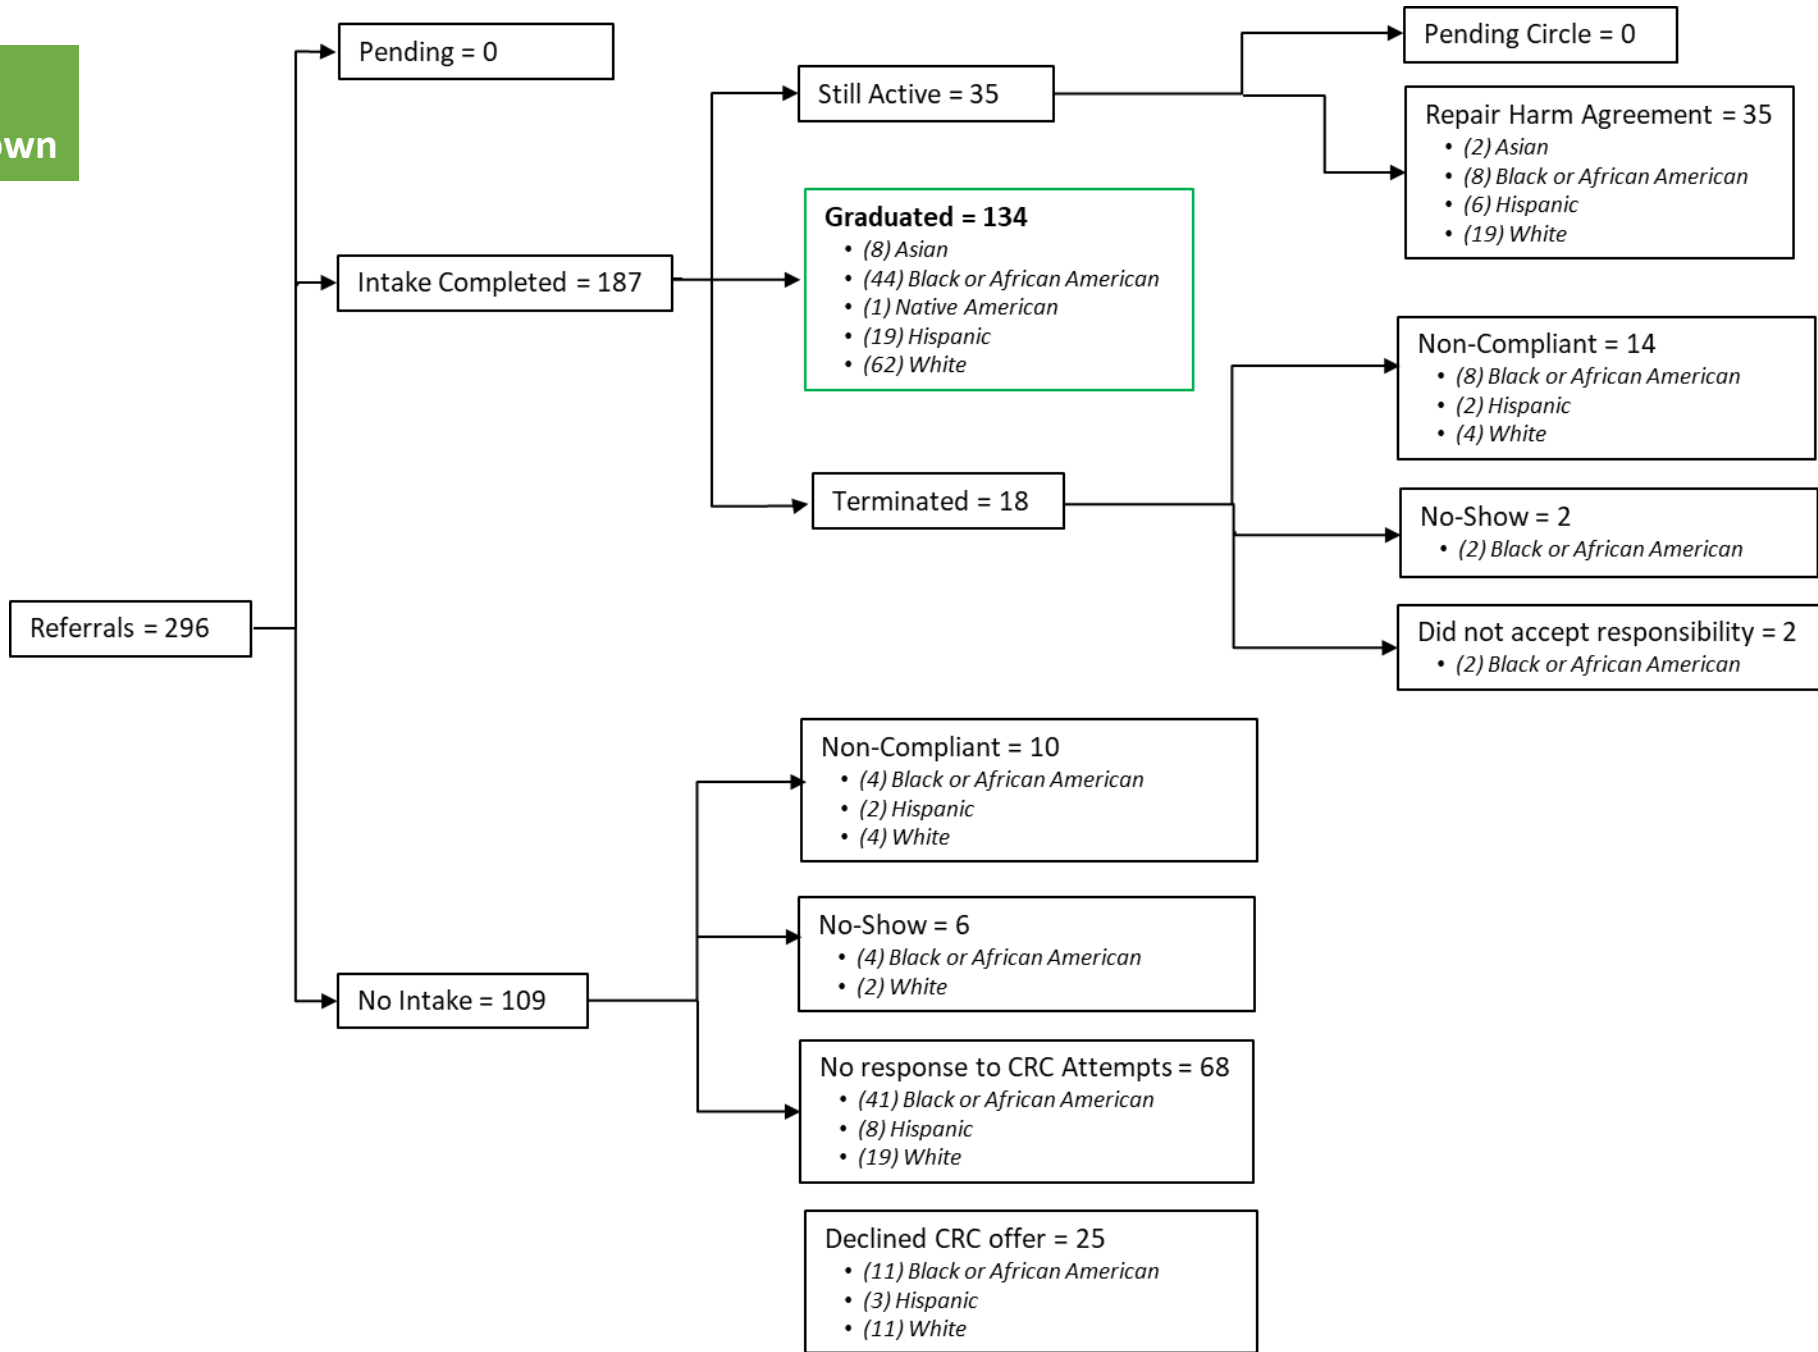 own
Pending = 0
Still Active = 35
Pending Circle = 0
Repair Harm Agreement = 35
• (2) Asian
• (8) Black or African American
• (6) Hispanic
• (19) White
Intake Completed = 187
Graduated = 134
• (8) Asian
• (44) Black or African American
• (1) Native American
• (19) Hispanic
• (62) White
Terminated = 18
Non-Compliant = 14
• (8) Black or African American
• (2) Hispanic
• (4) White
No-Show = 2
• (2) Black or African American
Did not accept responsibility = 2
• (2) Black or African American
Referrals = 296
No Intake = 109
Non-Compliant = 10
• (4) Black or African American
• (2) Hispanic
• (4) White
No-Show = 6
• (4) Black or African American
• (2) White
No response to CRC Attempts = 68
• (41) Black or African American
• (8) Hispanic
• (19) White
Declined CRC offer = 25
• (11) Black or African American
• (3) Hispanic
• (11) White